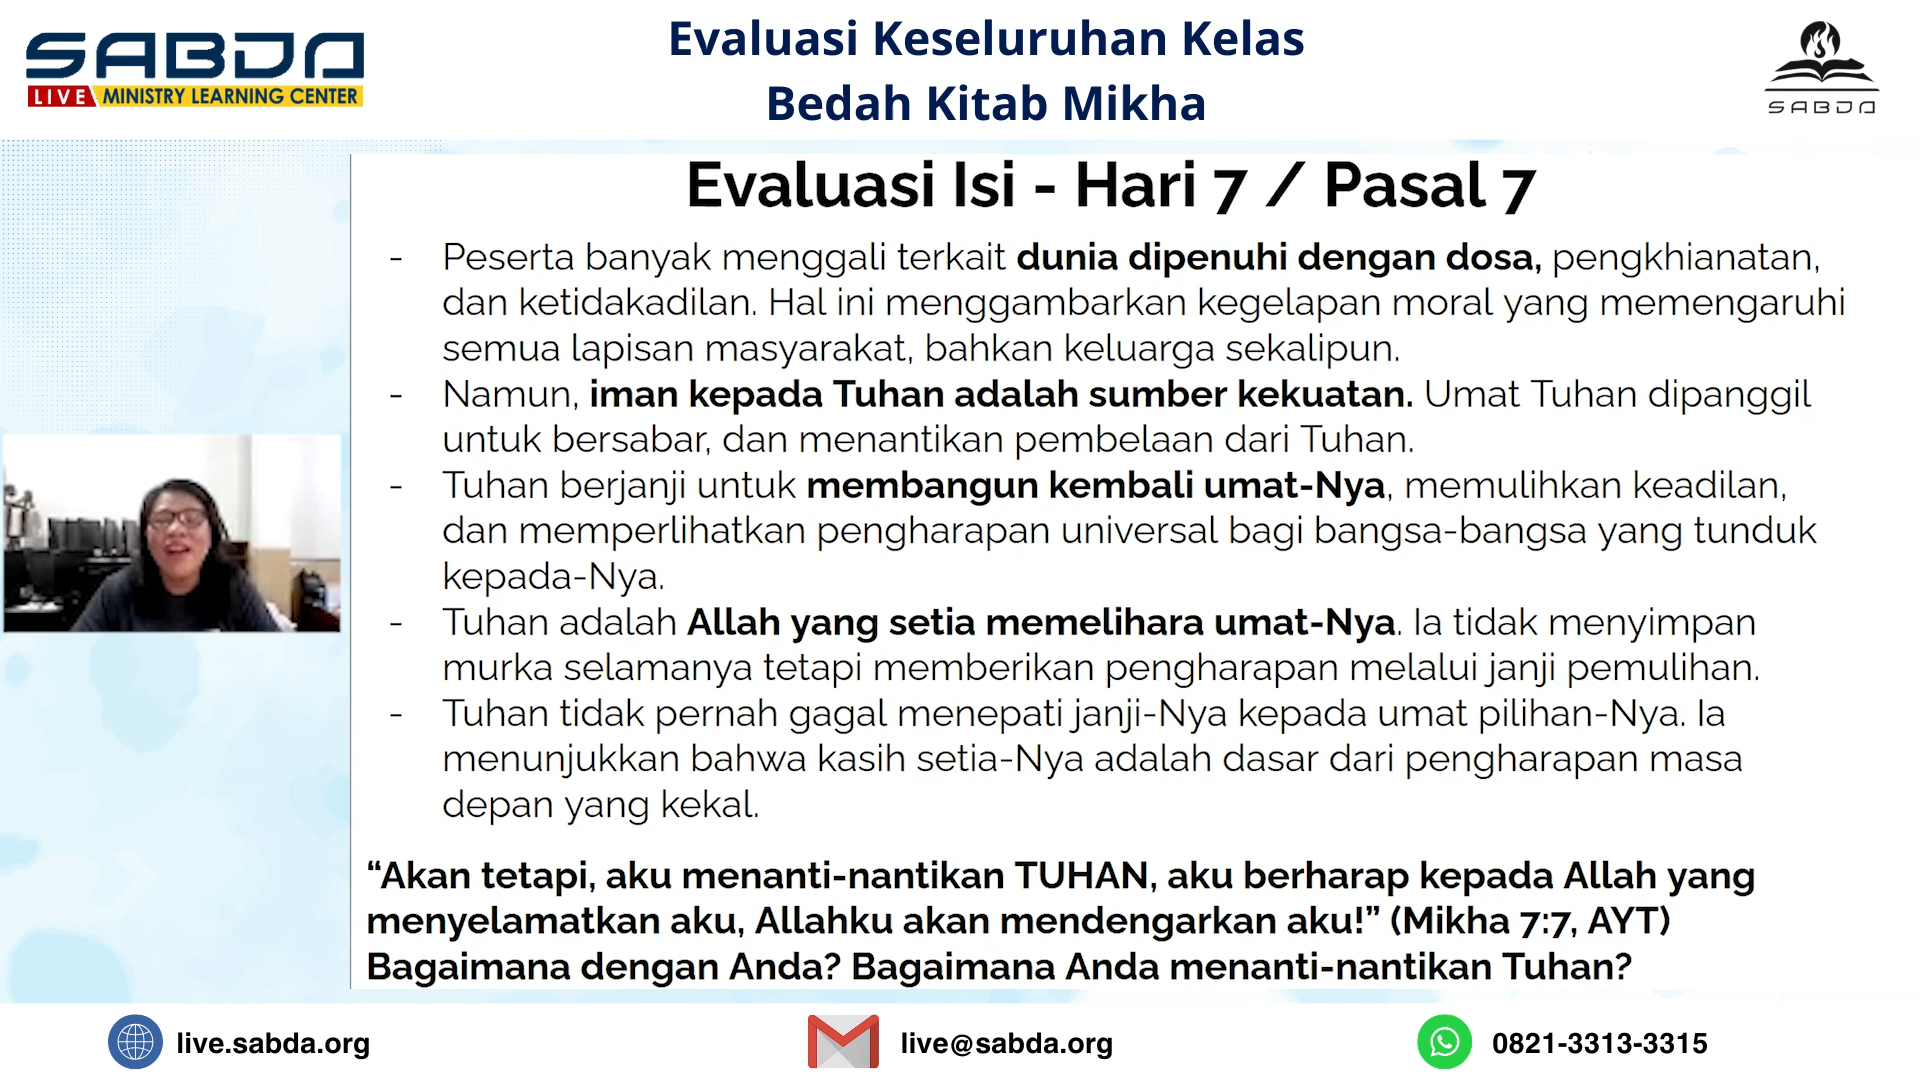 SABDA
LIVE MINISTRY LEARNING CENTER
Evaluasi Keseluruhan Kelas
Bedah Kitab Mikha
SABDA
Evaluasi Isi - Hari 7 / Pasal 7
- Peserta banyak menggali terkait dunia dipenuhi dengan dosa, pengkhianatan,
dan ketidakadilan. Hal ini menggambarkan kegelapan moral yang memengaruhi
semua lapisan masyarakat, bahkan keluarga sekalipun.
- Namun, iman kepada Tuhan adalah sumber kekuatan. Umat Tuhan dipanggil
untuk bersabar, dan menantikan pembelaan dari Tuhan.
- Tuhan berjanji untuk membangun kembali umat-Nya, memulihkan keadilan,
dan memperlihatkan pengharapan universal bagi bangsa-bangsa yang tunduk
kepada-Nya.
- Tuhan adalah Allah yang setia memelihara umat-Nya. Ia tidak menyimpan
murka selamanya tetapi memberikan pengharapan melalui janji pemulihan.
- Tuhan tidak pernah gagal menepati janji-Nya kepada umat pilihan-Nya. Ia
menunjukkan bahwa kasih setia-Nya adalah dasar dari pengharapan masa
depan yang kekal.
“Akan tetapi, aku menanti-nantikan TUHAN, aku berharap kepada Allah yang
menyelamatkan aku, Allahku akan mendengarkan aku!” (Mikha 7:7, AYT)
Bagaimana dengan Anda? Bagaimana Anda menanti-nantikan Tuhan?
live.sabda.org
live@sabda.org
0821-3313-3315